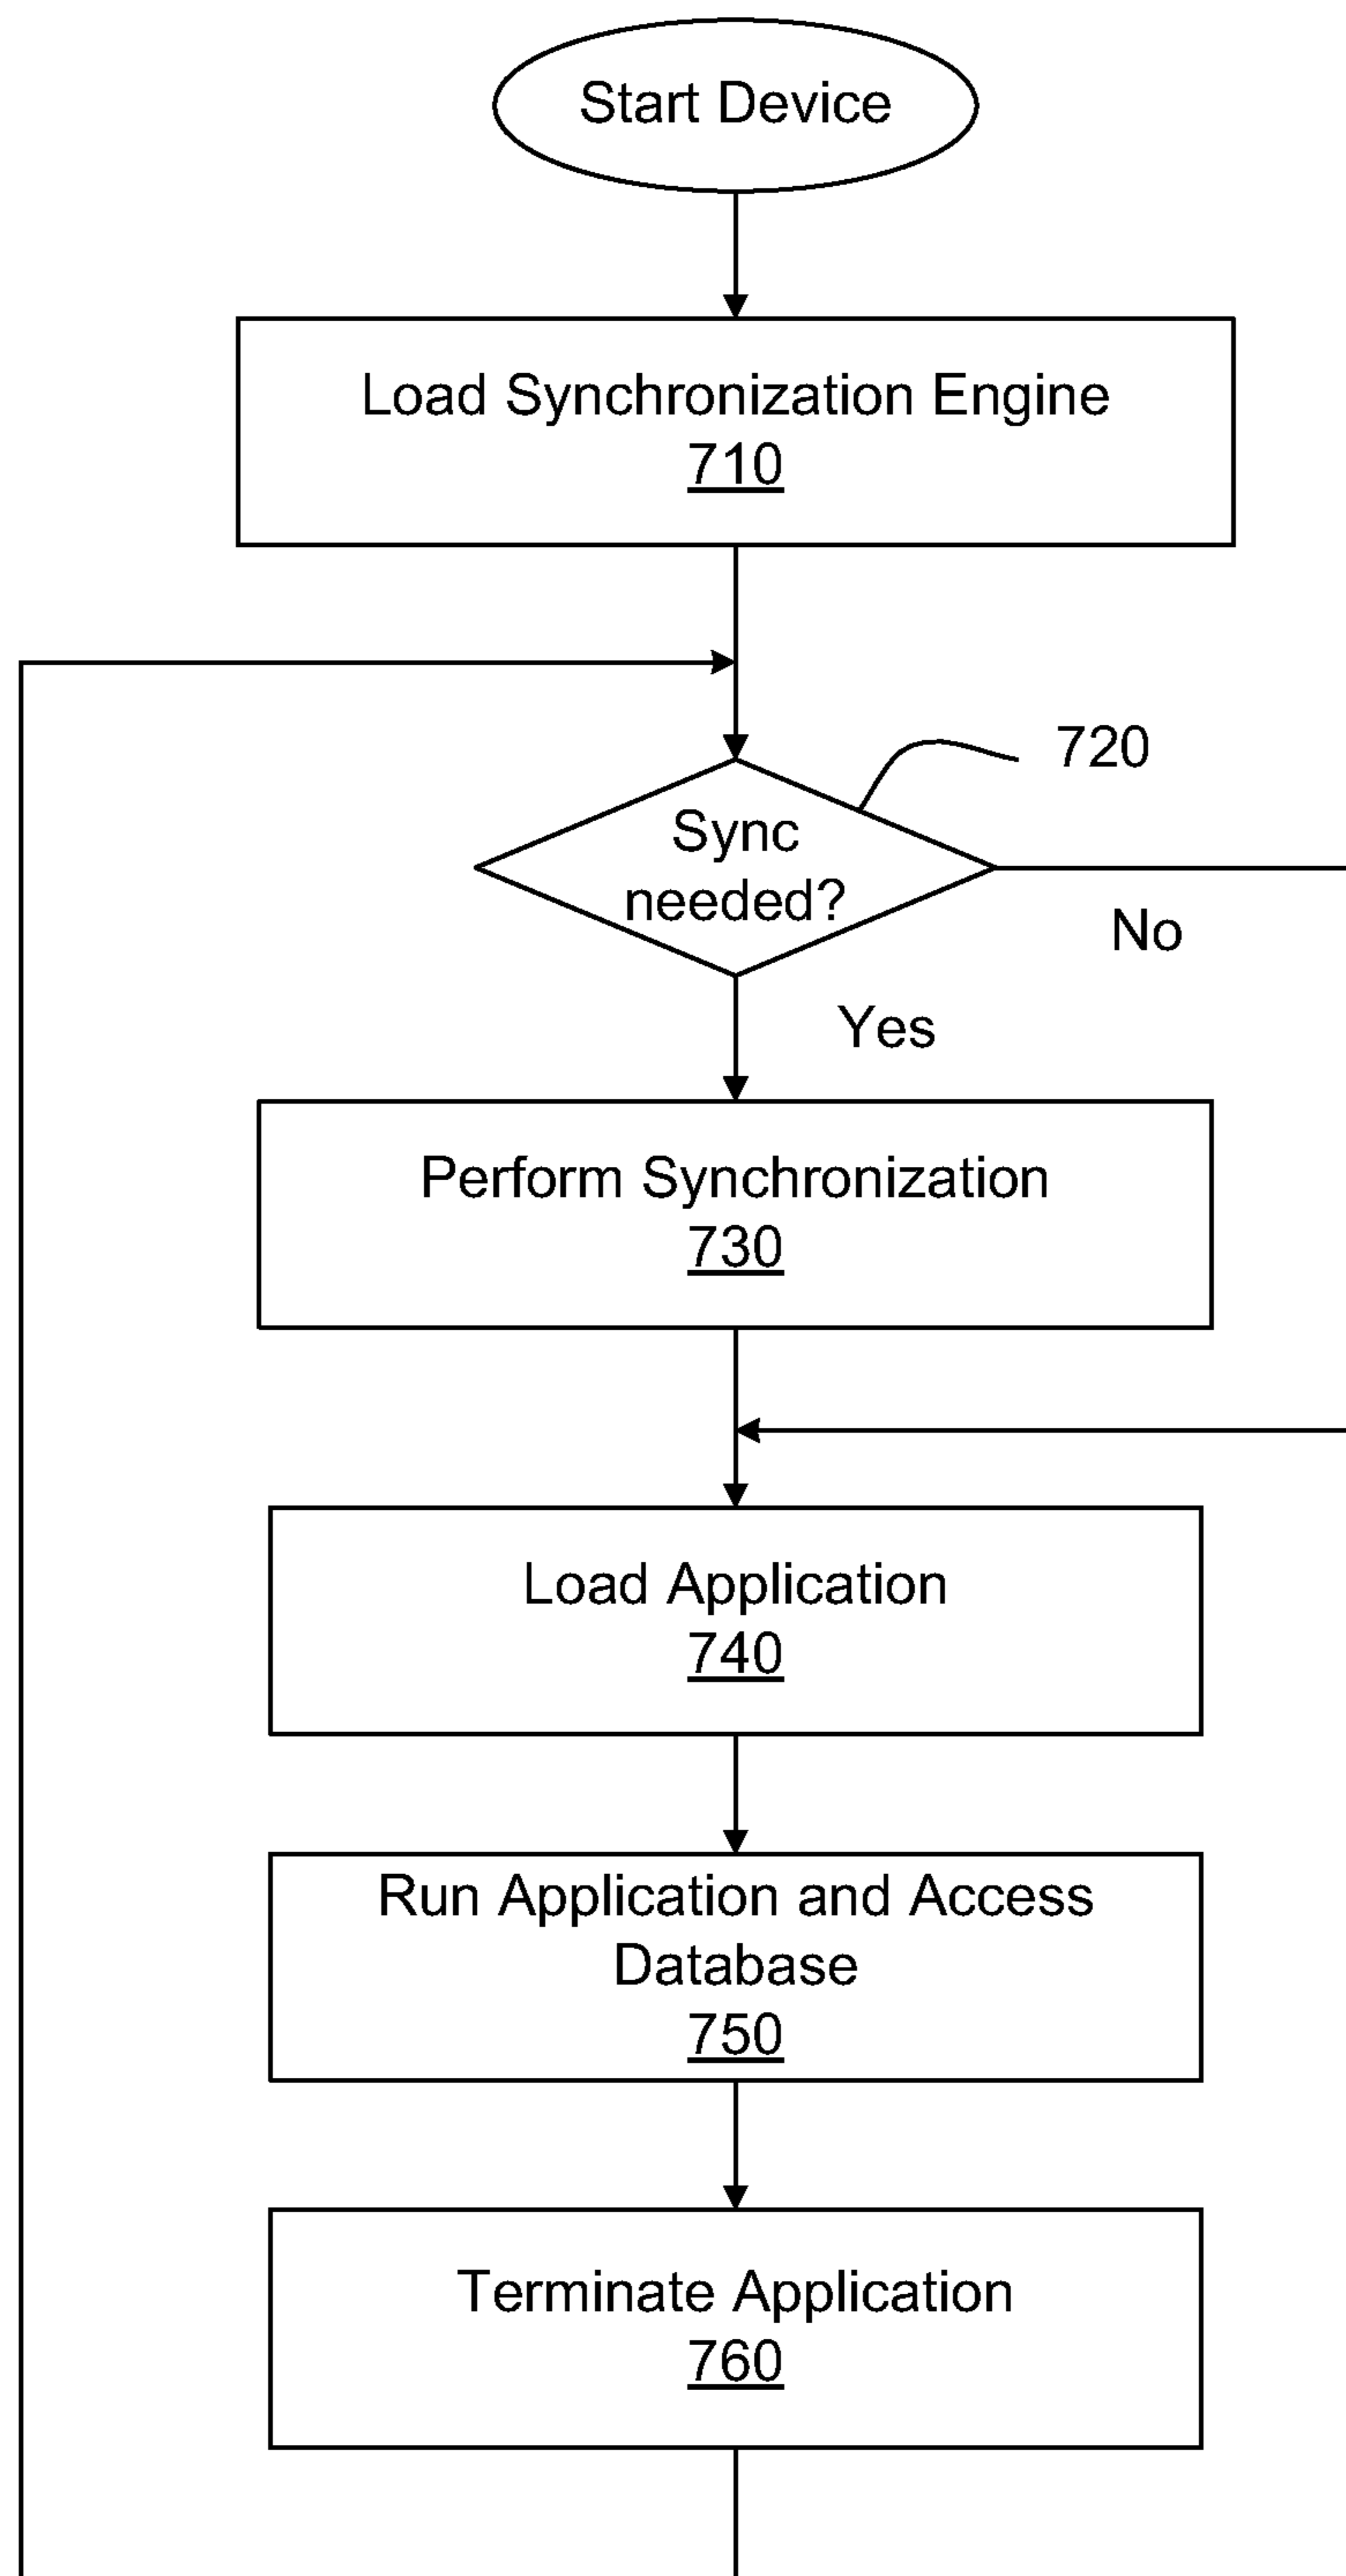 Start Device
Load Synchronization Engine
710
720
Sync
needed?
No
Yes
Perform Synchronization
730
Load Application
740
Run Application and Access
Database
750
Terminate Application
760